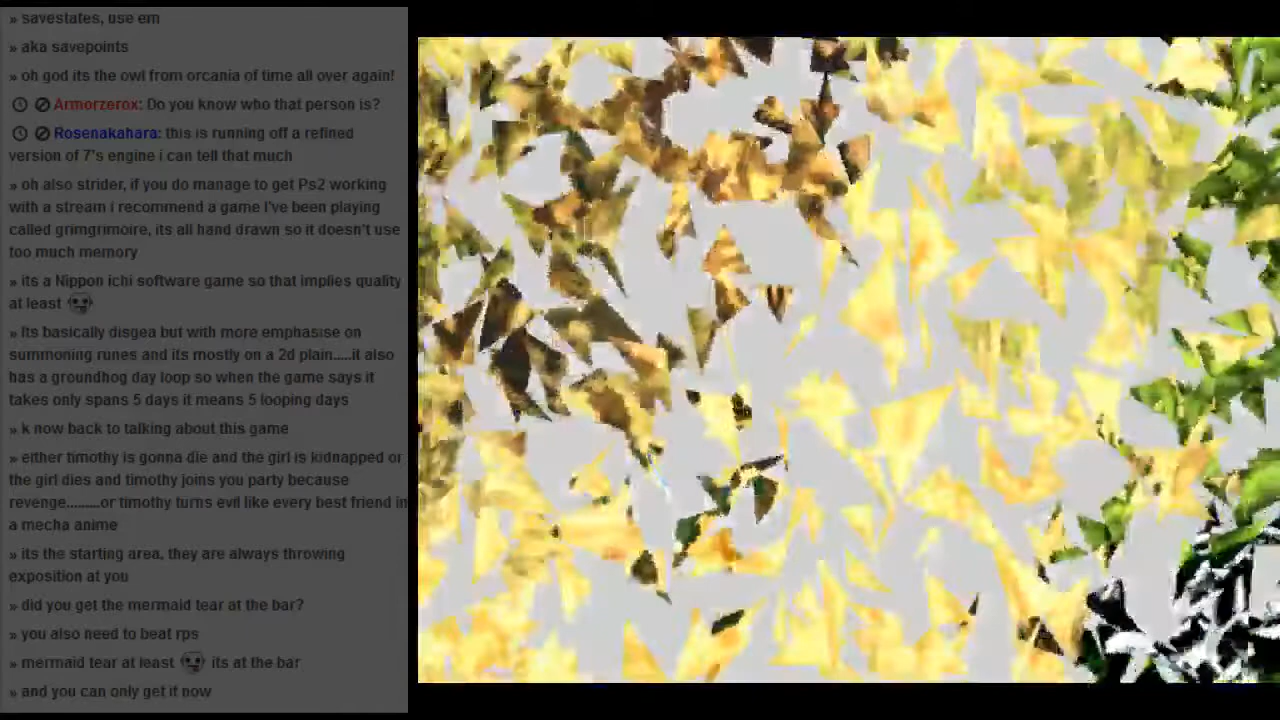 » savestates, use em
» aka savepoints
» oh god its the owl from orcania of time all over again!
Armorzerox: Do you know who that person is?
Rosenakahara: this is running off a refined
version of 7's engine i can tell that much
» oh also strider, if you do manage to get Ps2 working
with a stream i recommend a game I've been playing
called grimgrimoire, its all hand drawn so it doesn't use
too much memory
» its a Nippon ichi software game so that implies quality
at least
» Its basically disgea but with more emphasise on
summoning runes and its mostly on a 2d plain.....it also
has a groundhog day loop so when the game says it
takes only spans 5 days it means 5 looping days
» k now back to talking about this game
» either timothy is gonna die and the girl is kidnapped or
the girl dies and timothy joins you party because
revenge.........or timothy turns evil like every best friend in
a mecha anime
» its the starting area, they are always throwing
exposition at you
» did you get the mermaid tear at the bar?
» you also need to beat rps
» mermaid tear at least its at the bar
» and you can only get it now